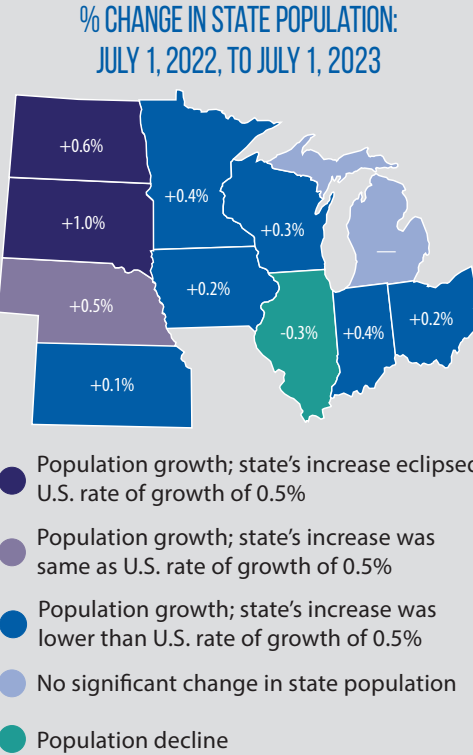 % CHANGE IN STATE POPULATION:
JULY 1, 2022, TO JULY 1, 2023
+0.6%
+0.4%
+1.0%
+0.3%
—
+0.2%
+0.5%
-0.3%
+0.4%
+0.2%
+0.1%
Population growth; state’s increase eclipsed
U.S. rate of growth of 0.5%
Population growth; state’s increase was
same as U.S. rate of growth of 0.5%
Population growth; state’s increase was
lower than U.S. rate of growth of 0.5%
No significant change in state population
Population decline